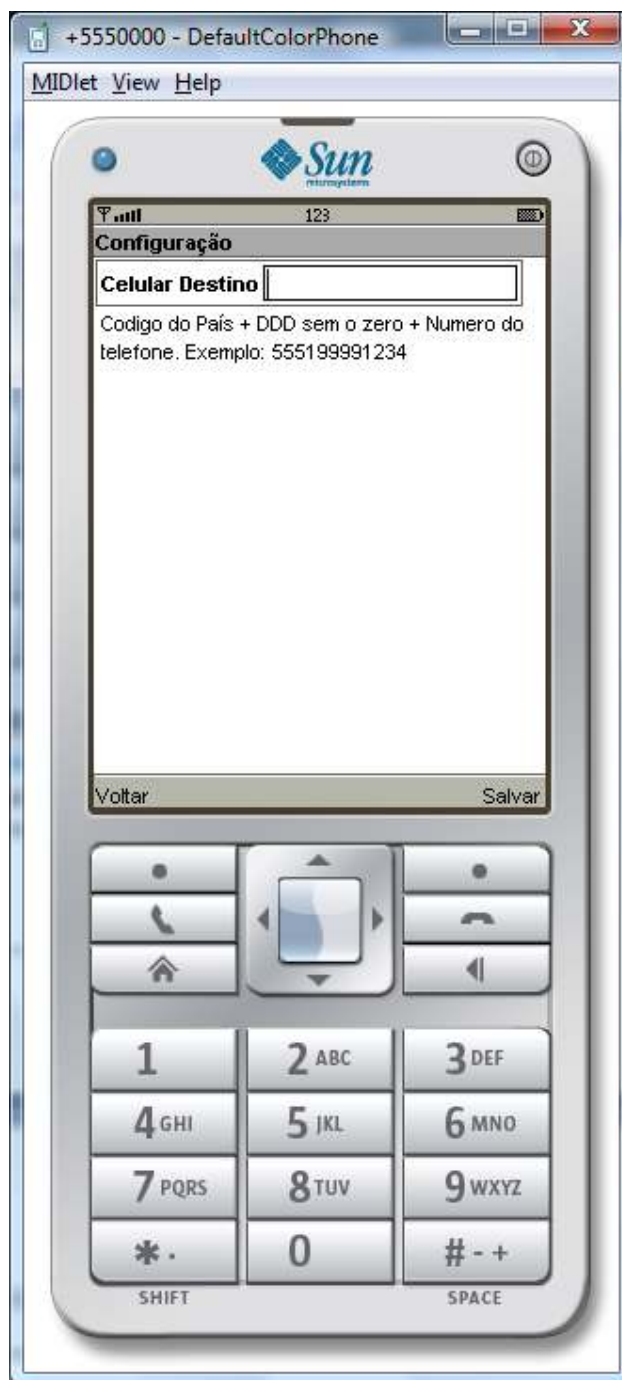 +5550000 - DefaultColorPhone
MIDlet View Help
Sun
microsystems
123
Configuração
Celular Destino
Codigo do País + DDD sem o zero + Numero do
telefone. Exemplo: 555199991234
Voltar Salvar
1 2 ABC 3 DEF
4 GHI 5 JKL 6 MNO
7 PQRS 8 TUV 9 WXYZ
* . 0 # - +
SHIFT SPACE